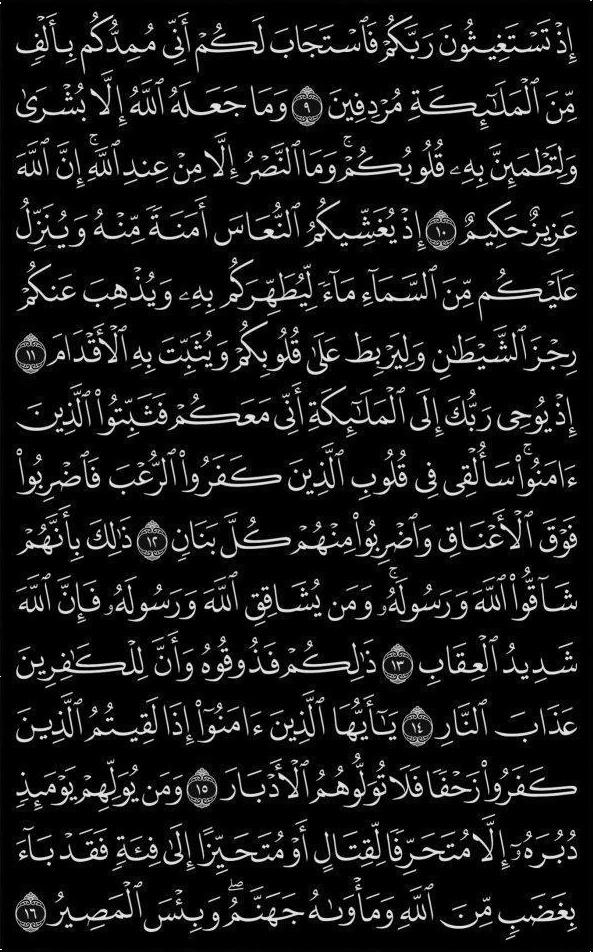 إِذْ تَسْتَغِيثُونَ رَبَّكُمْ فَٱسْتَجَابَ لَكُمْ أَنِّى مُمِدُّكُم بِأَلْفٍ
مِّنَ ٱلْمَلَٰٓئِكَةِ مُرْدِفِينَ ٩ وَمَا جَعَلَهُ ٱللَّهُ إِلَّا بُشْرَىٰ
وَلِتَطْمَئِنَّ بِهِۦ قُلُوبُكُمْ ۚ وَمَا ٱلنَّصْرُ إِلَّا مِنْ عِندِ ٱللَّهِ ۚ إِنَّ ٱللَّهَ
عَزِيزٌ حَكِيمٌ ١٠ إِذْ يُغَشِّيكُمُ ٱلنُّعَاسَ أَمَنَةً مِّنْهُ وَيُنَزِّلُ
عَلَيْكُم مِّنَ ٱلسَّمَآءِ مَآءً لِّيُطَهِّرَكُم بِهِۦ وَيُذْهِبَ عَنكُمْ
رِجْزَ ٱلشَّيْطَٰنِ وَلِيَرْبِطَ عَلَىٰ قُلُوبِكُمْ وَيُثَبِّتَ بِهِ ٱلْأَقْدَامَ ١١
إِذْ يُوحِى رَبُّكَ إِلَى ٱلْمَلَٰٓئِكَةِ أَنِّى مَعَكُمْ فَثَبِّتُوا۟ ٱلَّذِينَ
ءَامَنُوا۟ ۚ سَأُلْقِى فِى قُلُوبِ ٱلَّذِينَ كَفَرُوا۟ ٱلرُّعْبَ فَٱضْرِبُوا۟
فَوْقَ ٱلْأَعْنَاقِ وَٱضْرِبُوا۟ مِنْهُمْ كُلَّ بَنَانٍ ١٢ ذَٰلِكَ بِأَنَّهُمْ
شَآقُّوا۟ ٱللَّهَ وَرَسُولَهُۥ ۚ وَمَن يُشَاقِقِ ٱللَّهَ وَرَسُولَهُۥ فَإِنَّ ٱللَّهَ
شَدِيدُ ٱلْعِقَابِ ١٣ ذَٰلِكُمْ فَذُوقُوهُ وَأَنَّ لِلْكَٰفِرِينَ
عَذَابَ ٱلنَّارِ ١٤ يَٰٓأَيُّهَا ٱلَّذِينَ ءَامَنُوٓا۟ إِذَا لَقِيتُمُ ٱلَّذِينَ
كَفَرُوا۟ زَحْفًا فَلَا تُوَلُّوهُمُ ٱلْأَدْبَارَ ١٥ وَمَن يُوَلِّهِمْ يَوْمَئِذٍ
دُبُرَهُۥٓ إِلَّا مُتَحَرِّفًا لِّقِتَالٍ أَوْ مُتَحَيِّزًا إِلَىٰ فِئَةٍ فَقَدْ بَآءَ
بِغَضَبٍ مِّنَ ٱللَّهِ وَمَأْوَىٰهُ جَهَنَّمُ ۖ وَبِئْسَ ٱلْمَصِيرُ ١٦